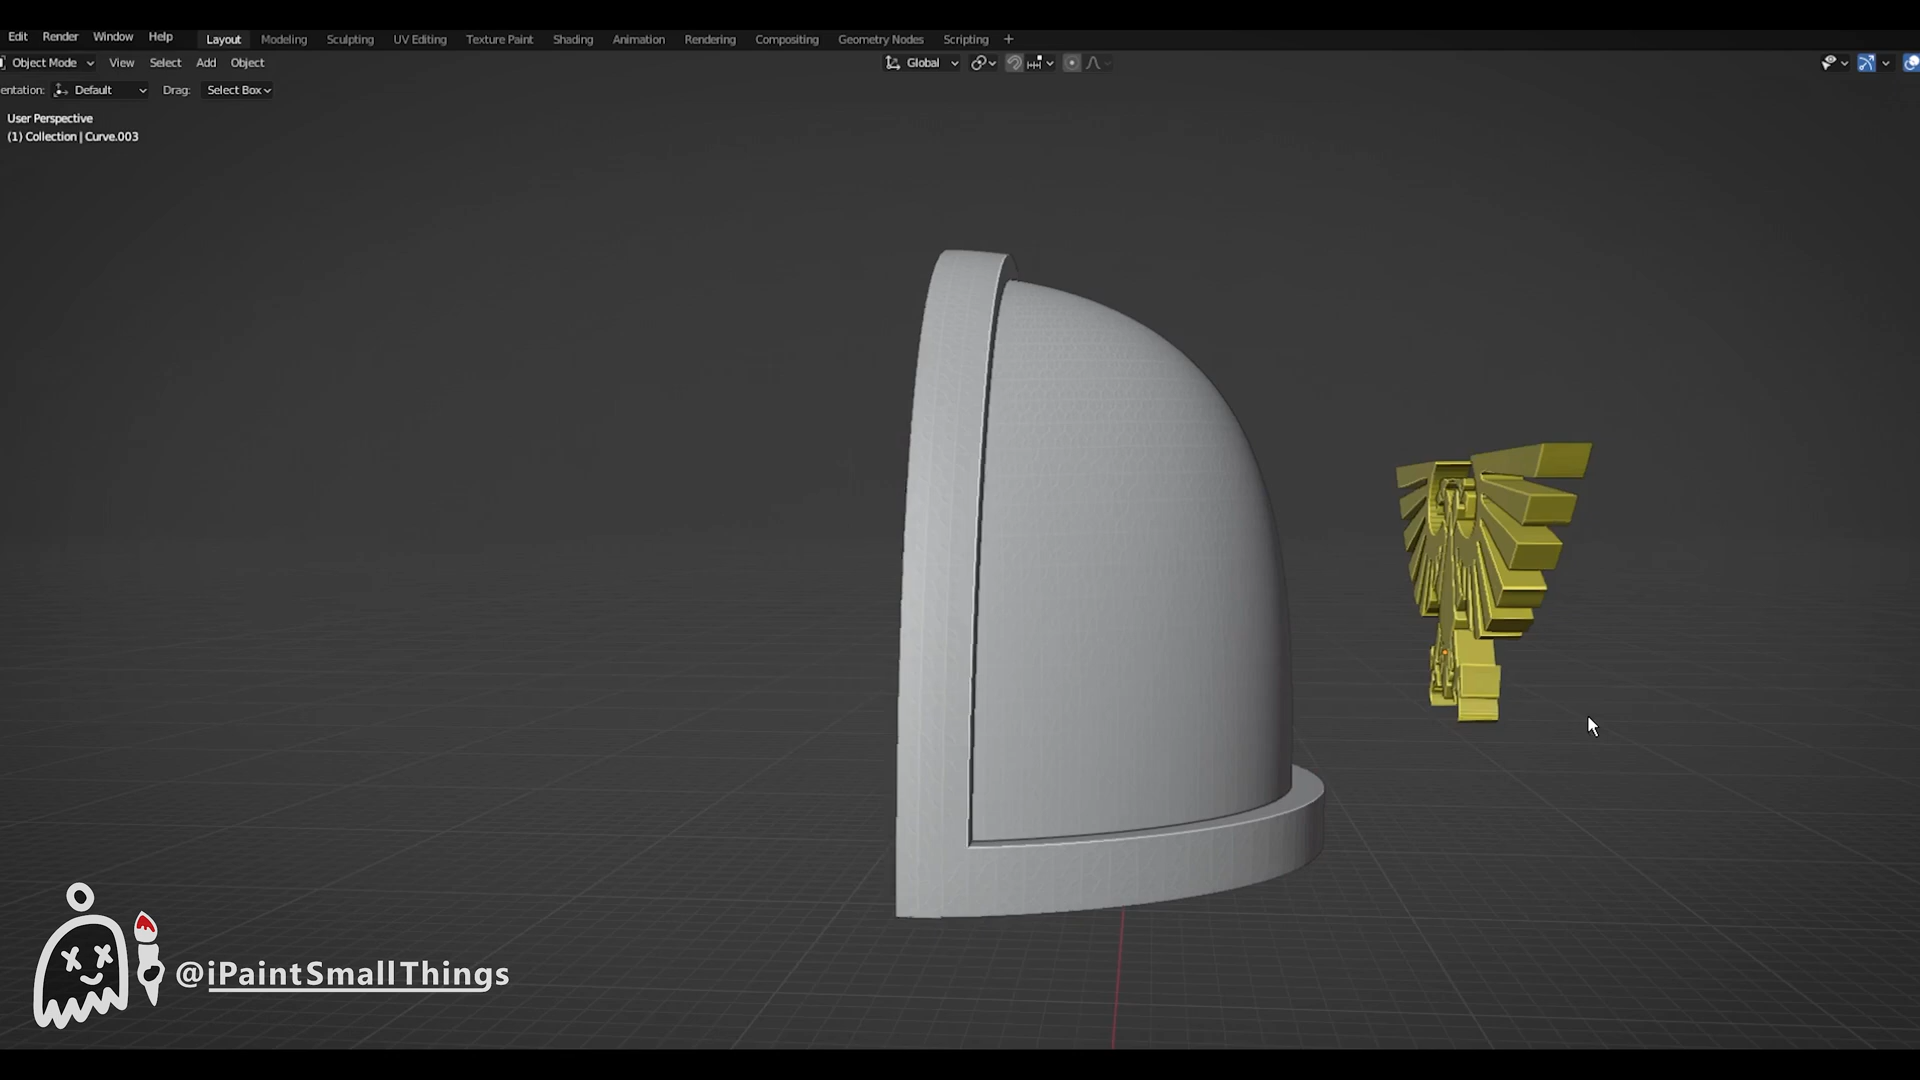 Edit Render Window Help Layout Modeling Sculpting UV Editing Texture Paint Shading Animation Rendering Compositing Geometry Nodes Scripting +
Object Mode View Select Add Object Global
entation: Default Drag: Select Box
User Perspective
(1) Collection | Curve.003
@iPaintSmallThings